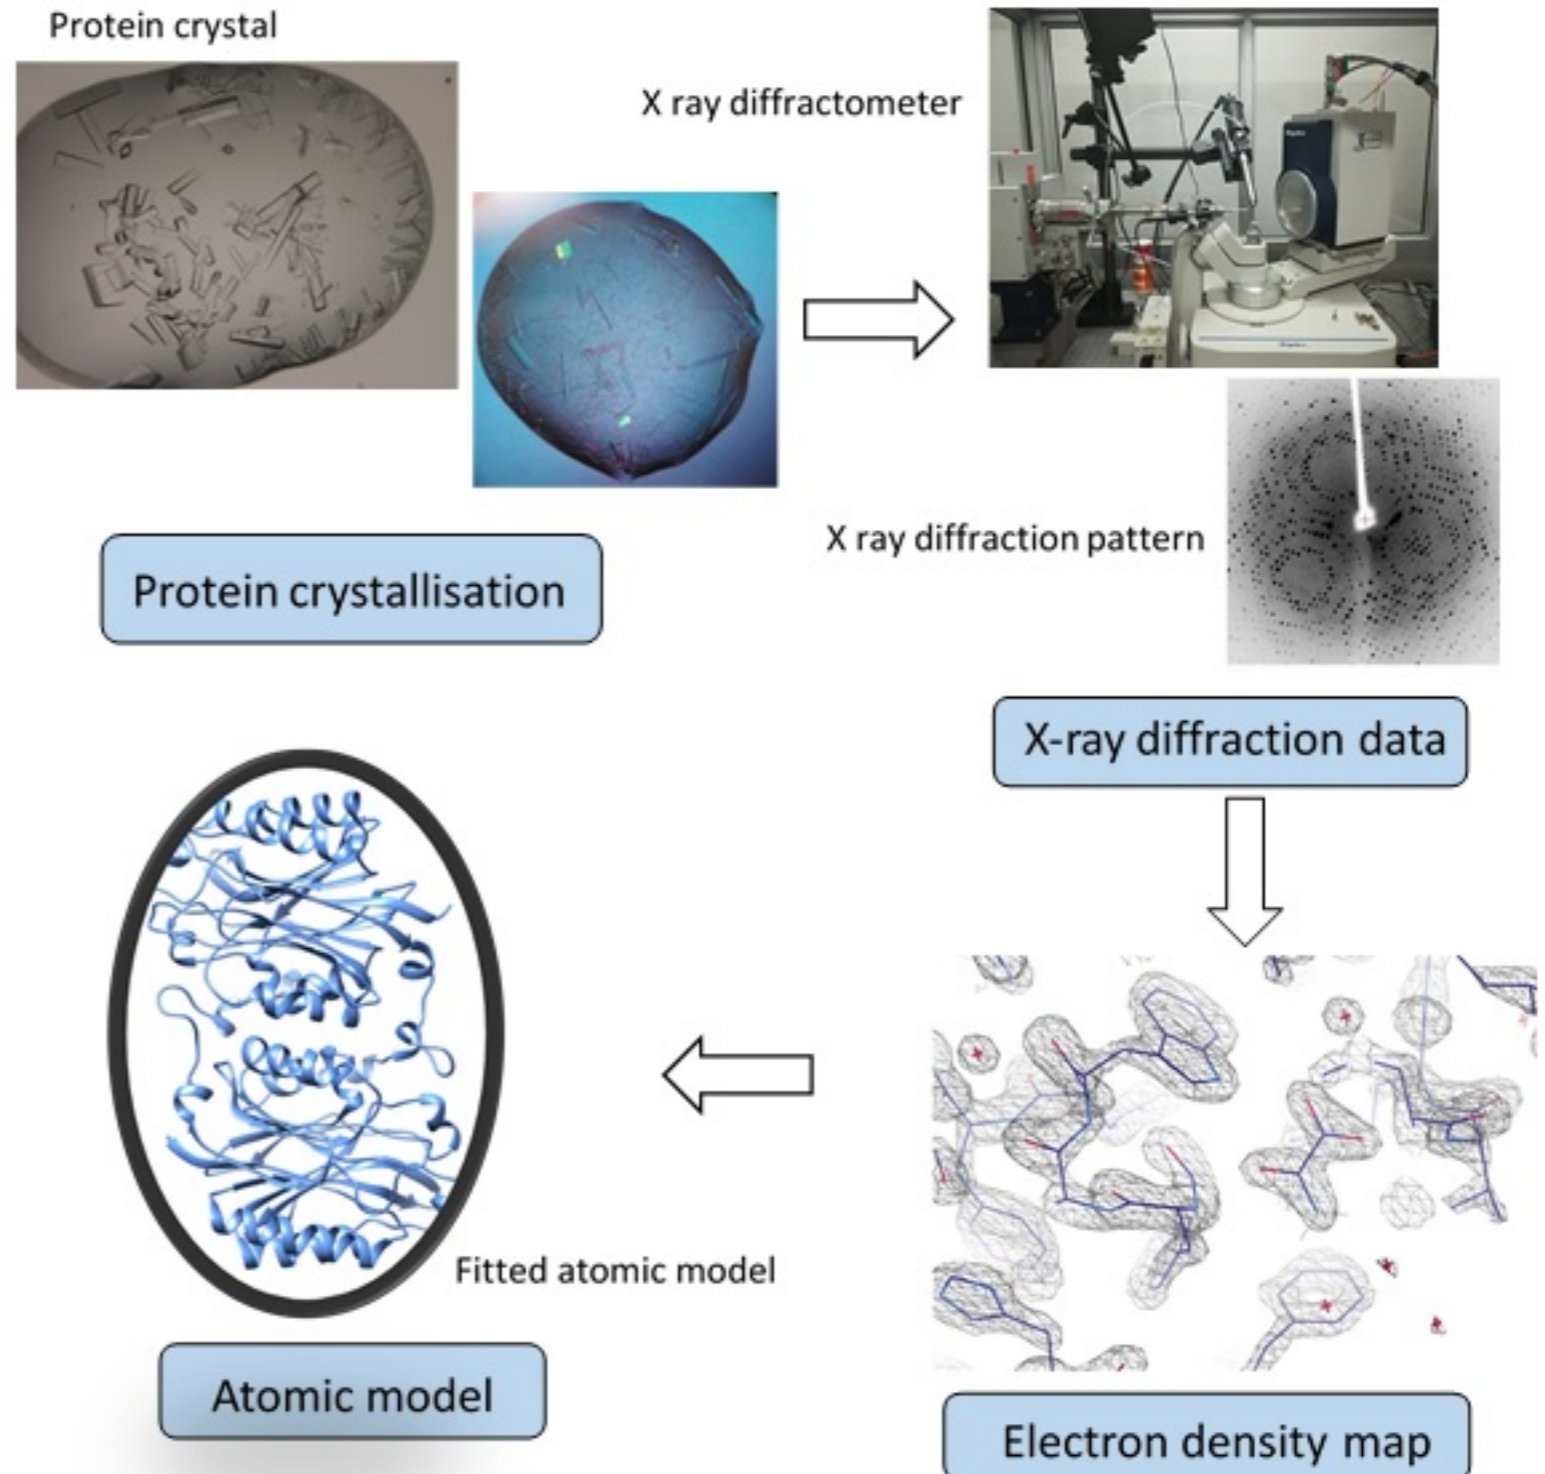 Protein crystal
X ray diffractometer
Protein crystallisation
X ray diffraction pattern
X-ray diffraction data
Fitted atomic model
Atomic model
Electron density map